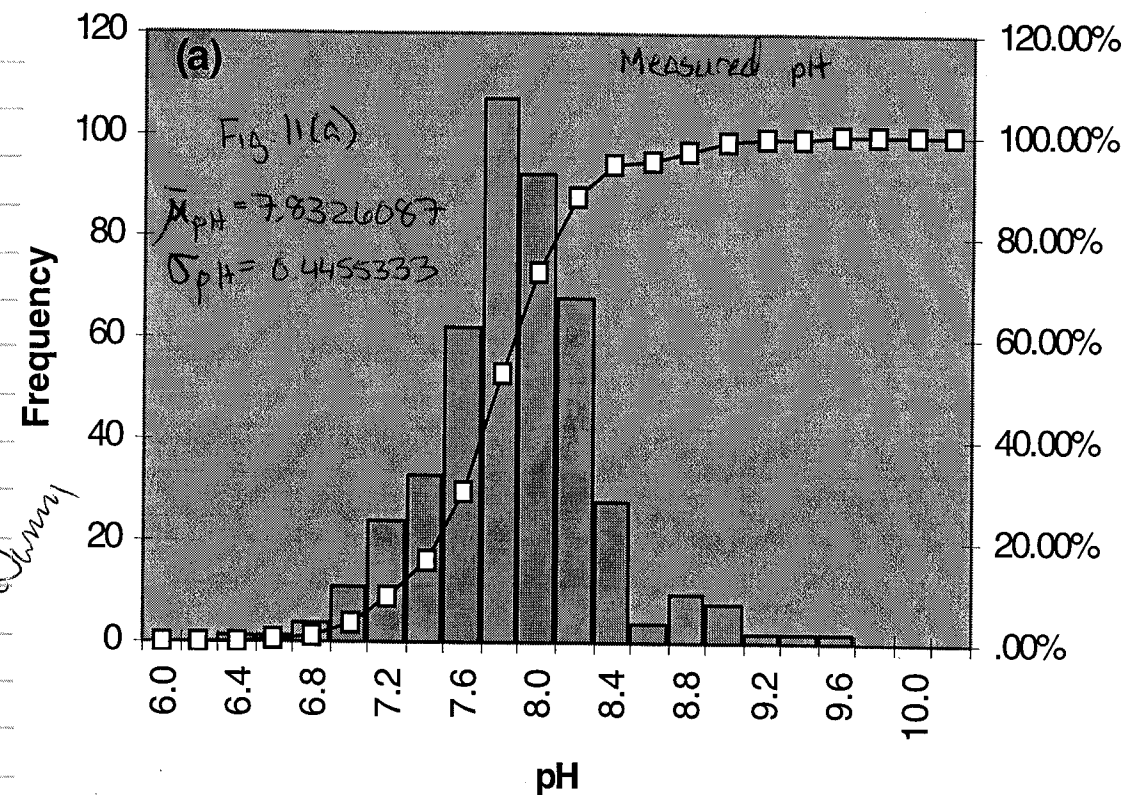 120
100
80
60
40
20
0
Frequency
(a)
Fig. 11(a)
x̄pH = 7.8326087
σpH = 0.4455333
Measured pH
120.00%
100.00%
80.00%
60.00%
40.00%
20.00%
.00%
6.0 6.4 6.8 7.2 7.6 8.0 8.4 8.8 9.2 9.6 10.0
pH